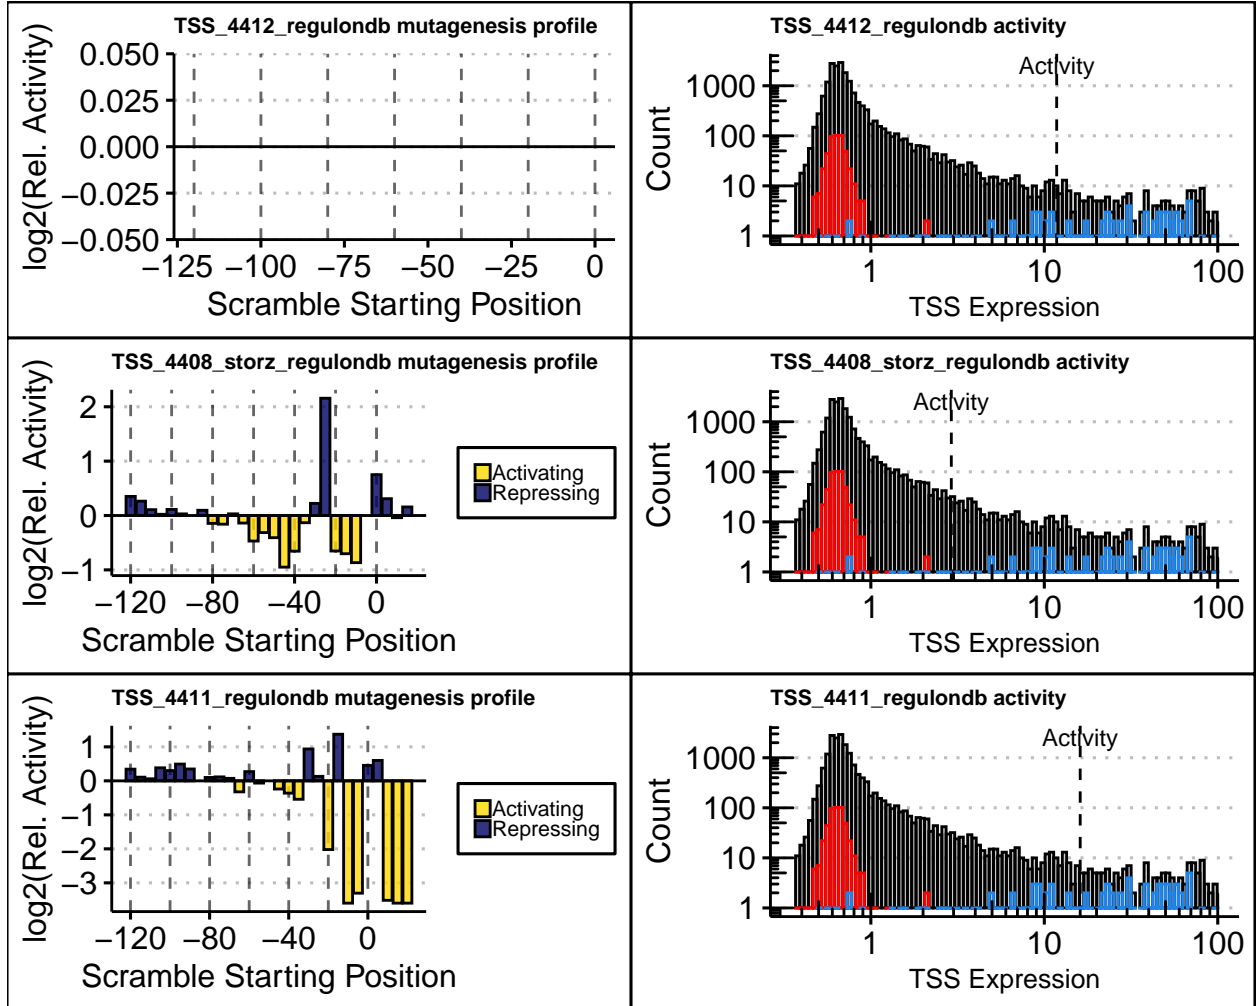 TSS_4412_regulondb mutagenesis profile
log2(Rel. Activity)
0.050
0.025
0.000
−0.025
−0.050
−125 −100 −75 −50 −25 0
Scramble Starting Position
TSS_4412_regulondb activity
Activity
Count
1000
100
10
1
1 10 100
TSS Expression
TSS_4408_storz_regulondb mutagenesis profile
log2(Rel. Activity)
2
1
0
−1
−120 −80 −40 0
Scramble Starting Position
Activating
Repressing
TSS_4408_storz_regulondb activity
Activity
Count
1000
100
10
1
1 10 100
TSS Expression
TSS_4411_regulondb mutagenesis profile
log2(Rel. Activity)
1
0
−1
−2
−3
−120 −80 −40 0
Scramble Starting Position
Activating
Repressing
TSS_4411_regulondb activity
Activity
Count
1000
100
10
1
1 10 100
TSS Expression